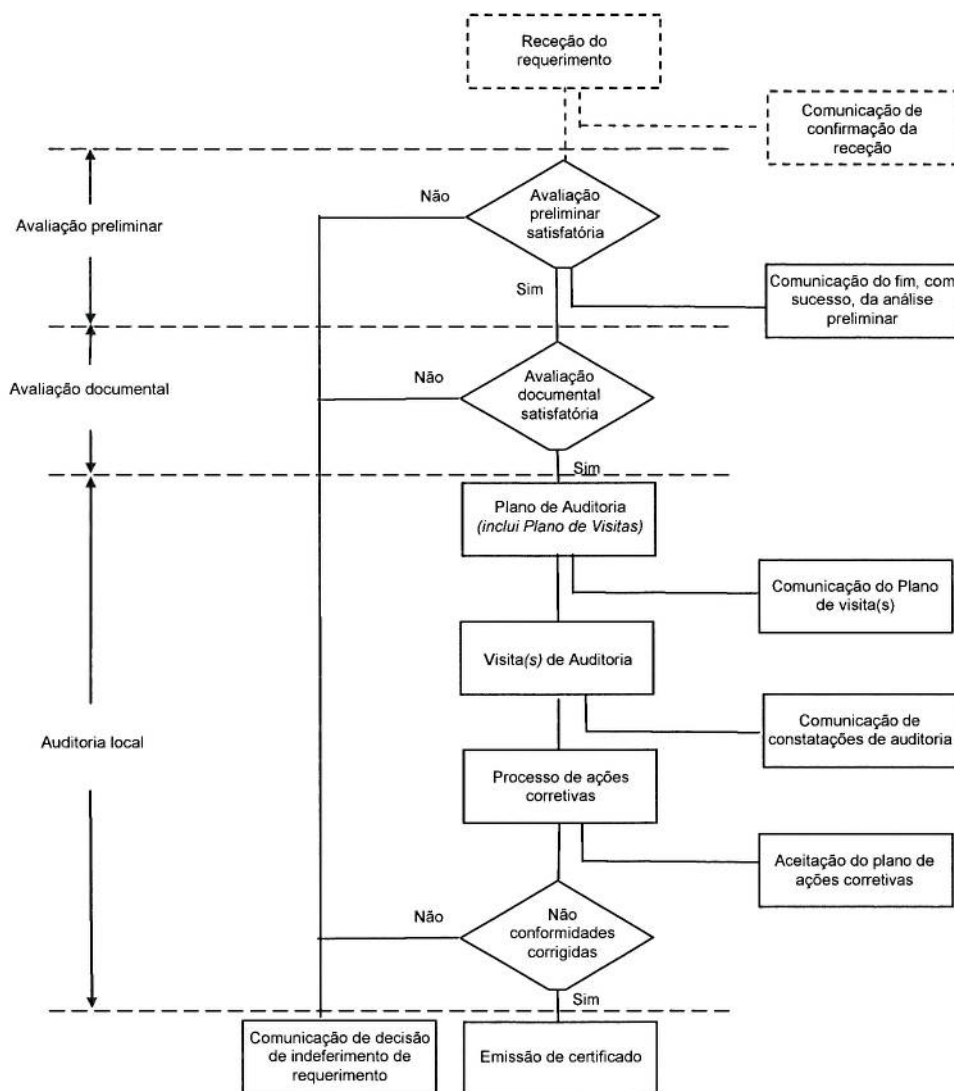 Receção do
requerimento
Comunicação de
confirmação da
receção
Não
Avaliação
preliminar
satisfatória
Avaliação preliminar
Sim
Comunicação do fim, com
sucesso, da análise
preliminar
Não
Avaliação
documental
satisfatória
Avaliação documental
Sim
Plano de Auditoria
(inclui Plano de Visitas)
Comunicação do Plano
de visita(s)
Visita(s) de Auditoria
Comunicação de
constatações de auditoria
Auditoria local
Processo de ações
corretivas
Aceitação do plano de
ações corretivas
Não
Não
conformidades
corrigidas
Sim
Comunicação de decisão
de indeferimento de
requerimento
Emissão de certificado